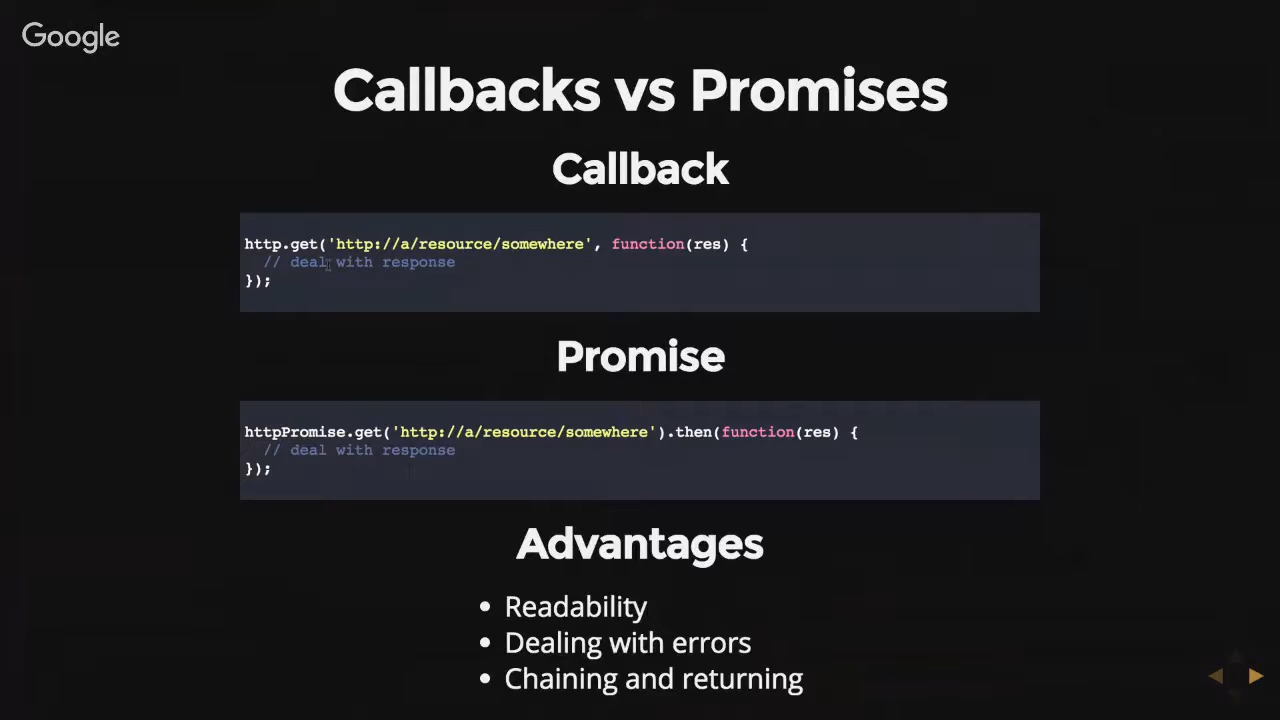 Google
Callbacks vs Promises
Callback
http.get('http://a/resource/somewhere', function(res) {
  // deal with response
});
Promise
httpPromise.get('http://a/resource/somewhere').then(function(res) {
  // deal with response
});
Advantages
• Readability
• Dealing with errors
• Chaining and returning